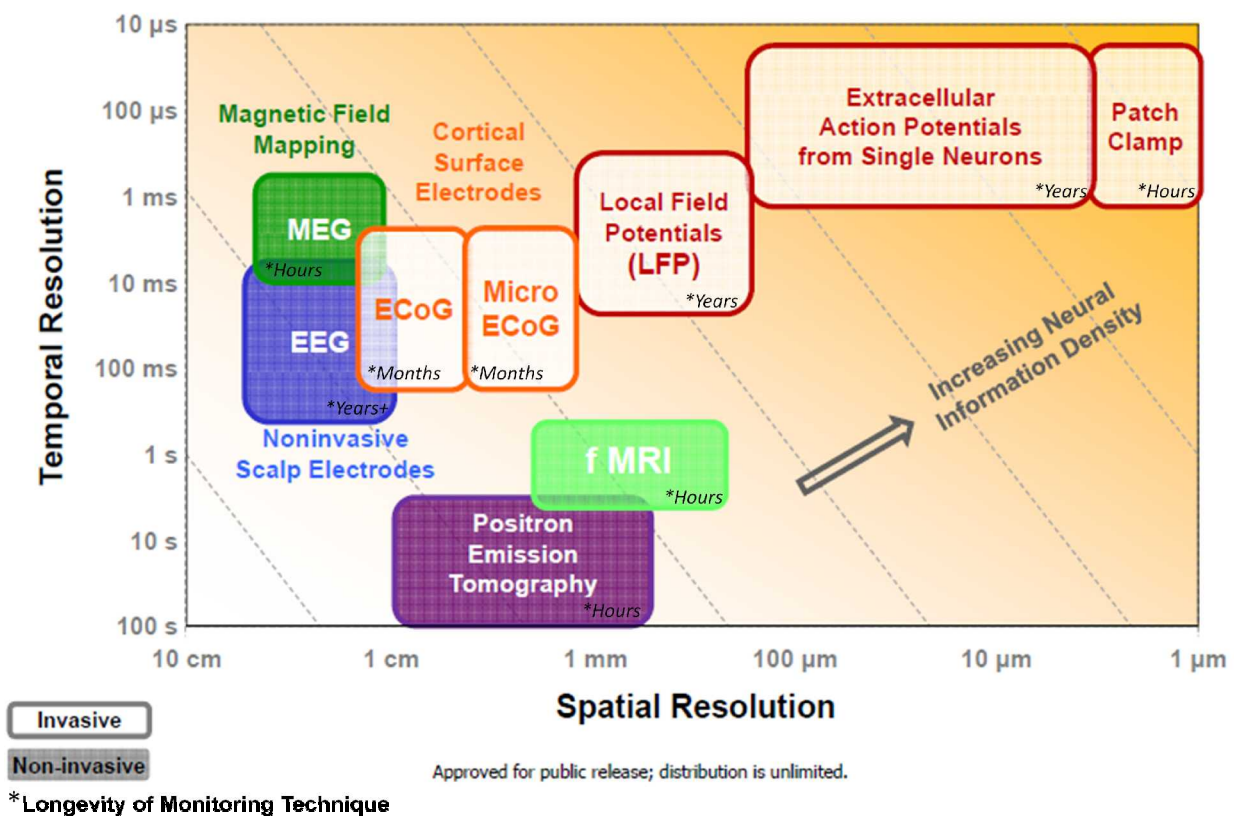 10 µs
100 µs
1 ms
10 ms
100 ms
1 s
10 s
100 s
Temporal Resolution
Magnetic Field
Mapping
MEG
*Hours
EEG
*Years+
Noninvasive
Scalp Electrodes
Cortical
Surface
Electrodes
ECoG
*Months
Micro
ECoG
*Months
Local Field
Potentials
(LFP)
*Years
Extracellular
Action Potentials
from Single Neurons
*Years
Patch
Clamp
*Hours
f MRI
*Hours
Positron
Emission
Tomography
*Hours
Increasing Neural
Information Density
10 cm
1 cm
1 mm
100 µm
10 µm
1 µm
Spatial Resolution
Invasive
Non-invasive
*Longevity of Monitoring Technique
Approved for public release; distribution is unlimited.